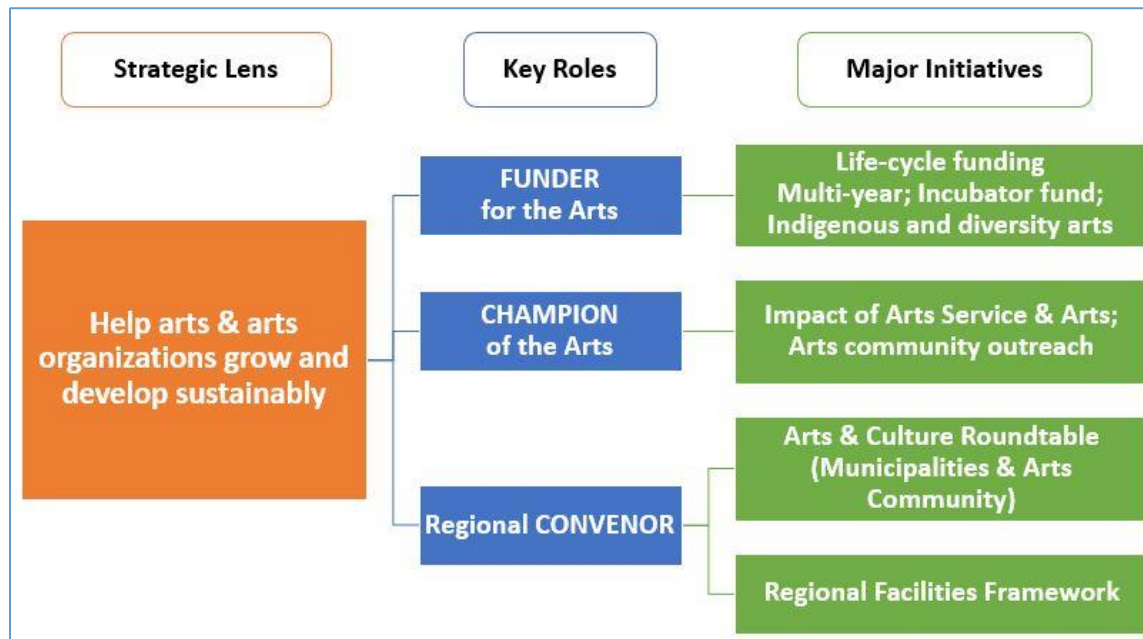 Strategic Lens
Key Roles
Major Initiatives
Help arts & arts
organizations grow and
develop sustainably
FUNDER
for the Arts
Life-cycle funding
Multi-year; Incubator fund;
Indigenous and diversity arts
CHAMPION
of the Arts
Impact of Arts Service & Arts;
Arts community outreach
Regional CONVENOR
Arts & Culture Roundtable
(Municipalities & Arts
Community)
Regional Facilities Framework